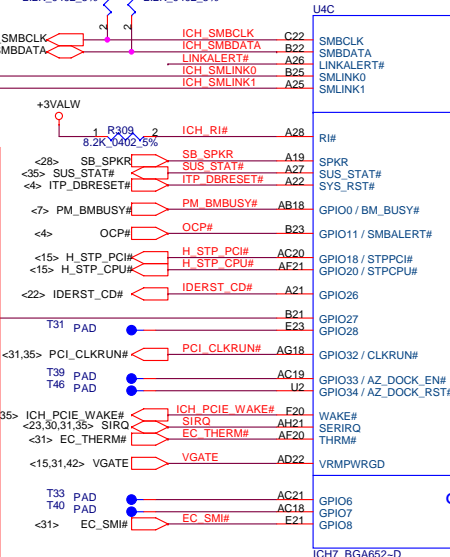 U4C
SMBCLK ICH_SMBCLK C22 SMBCLK
SMBDATA ICH_SMBDATA B22 SMBDATA
LINKALERT# A26 LINKALERT#
ICH_SMLINK0 B25 SMLINK0
ICH_SMLINK1 A25 SMLINK1
+3VALW
1 R309 2 ICH_RI# A28 RI#
8.2K_0402_5%
<28> SB_SPKR SB_SPKR A19 SPKR
<35> SUS_STAT# SUS_STAT# A27 SUS_STAT#
<4> ITP_DBRESET# ITP_DBRESET# A22 SYS_RST#
<7> PM_BMBUSY# PM_BMBUSY# AB18 GPIO0 / BM_BUSY#
<4> OCP# OCP# B23 GPIO11 / SMBALERT#
<15> H_STP_PCI# H_STP_PCI# AC20 GPIO18 / STPPCI#
<15> H_STP_CPU# H_STP_CPU# AF21 GPIO20 / STPCPU#
<22> IDERST_CD# IDERST_CD# A21 GPIO26
B21 GPIO27
T31 PAD E23 GPIO28
<31,35> PCI_CLKRUN# PCI_CLKRUN# AG18 GPIO32 / CLKRUN#
T39 PAD AC19 GPIO33 / AZ_DOCK_EN#
T46 PAD U2 GPIO34 / AZ_DOCK_RST#
35> ICH_PCIE_WAKE# ICH_PCIE_WAKE# F20 WAKE#
<23,30,31,35> SIRQ SIRQ AH21 SERIRQ
<31> EC_THERM# EC_THERM# AF20 THRM#
<15,31,42> VGATE VGATE AD22 VRMPWRGD
T33 PAD AC21 GPIO6
T40 PAD AC18 GPIO7
<31> EC_SMI# EC_SMI# E21 GPIO8
ICH7_BGA652~D